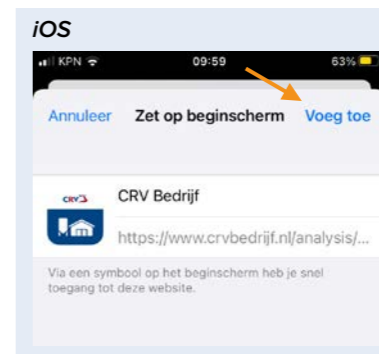 iOS
KPN 09:59 63%
Annuleer Zet op beginscherm Voeg toe
CRV
CRV Bedrijf
https://www.crvbedrijf.nl/analysis/...
Via een symbool op het beginscherm heb je snel
toegang tot deze website.